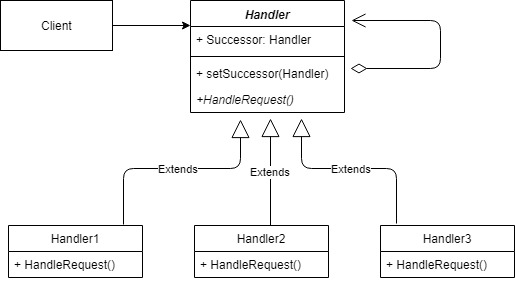 Client
Handler
+ Successor: Handler
+ setSuccessor(Handler)
+HandleRequest()
Extends
Extends
Extends
Handler1
+ HandleRequest()
Handler2
+ HandleRequest()
Handler3
+ HandleRequest()